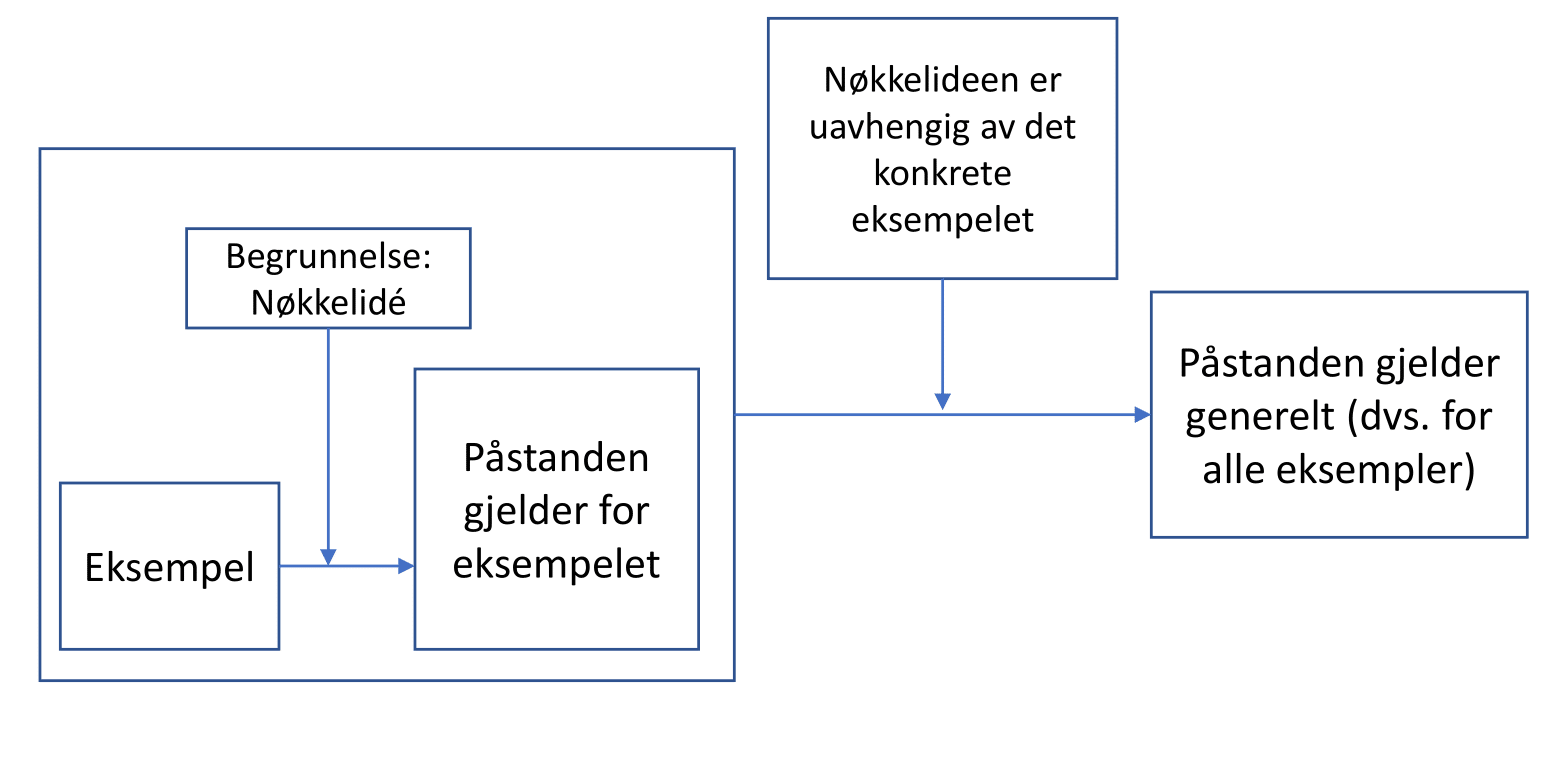 Nøkkelideen er
uavhengig av det
konkrete
eksempelet
Begrunnelse:
Nøkkelidé
Påstanden
gjelder for
eksempelet
Eksempel
Påstanden gjelder
generelt (dvs. for
alle eksempler)